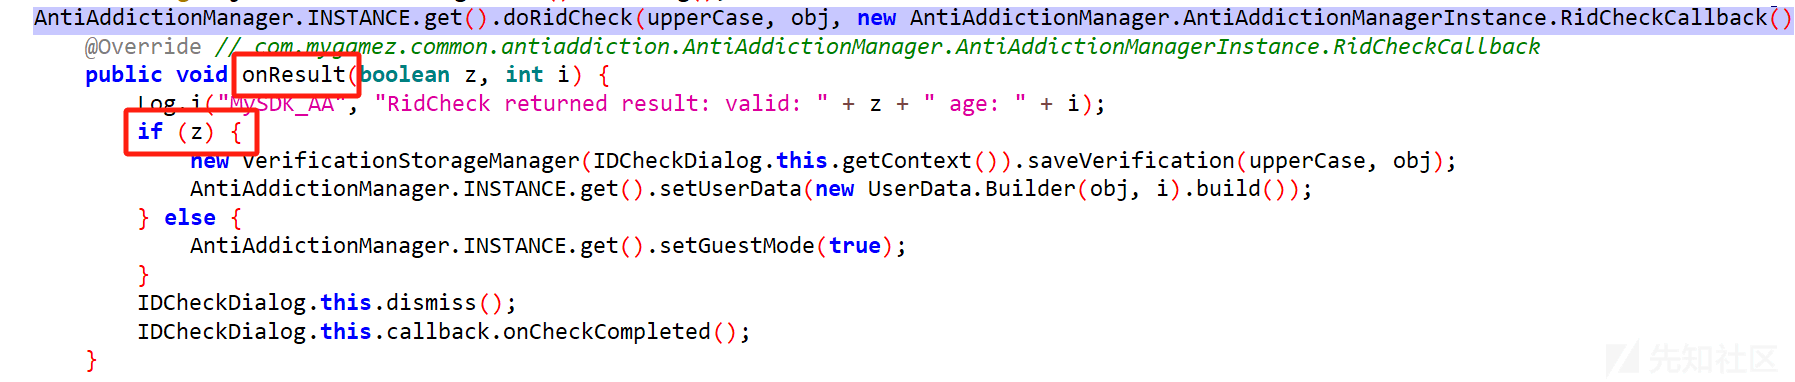 AntiAddictionManager.INSTANCE.get().doRidCheck(upperCase, obj, new AntiAddictionManager.AntiAddictionManagerInstance.RidCheckCallback()
@Override // com.mygamez.common.antiaddiction.AntiAddictionManager.AntiAddictionManagerInstance.RidCheckCallback
public void onResult(boolean z, int i) {
Log.i("MySDK_AA", "RidCheck returned result: valid: " + z + " age: " + i);
if (z) {
new VerificationStorageManager(IDCheckDialog.this.getContext()).saveVerification(upperCase, obj);
AntiAddictionManager.INSTANCE.get().setUserData(new UserData.Builder(obj, i).build());
} else {
AntiAddictionManager.INSTANCE.get().setGuestMode(true);
}
IDCheckDialog.this.dismiss();
IDCheckDialog.this.callback.onCheckCompleted();
}
先知社区